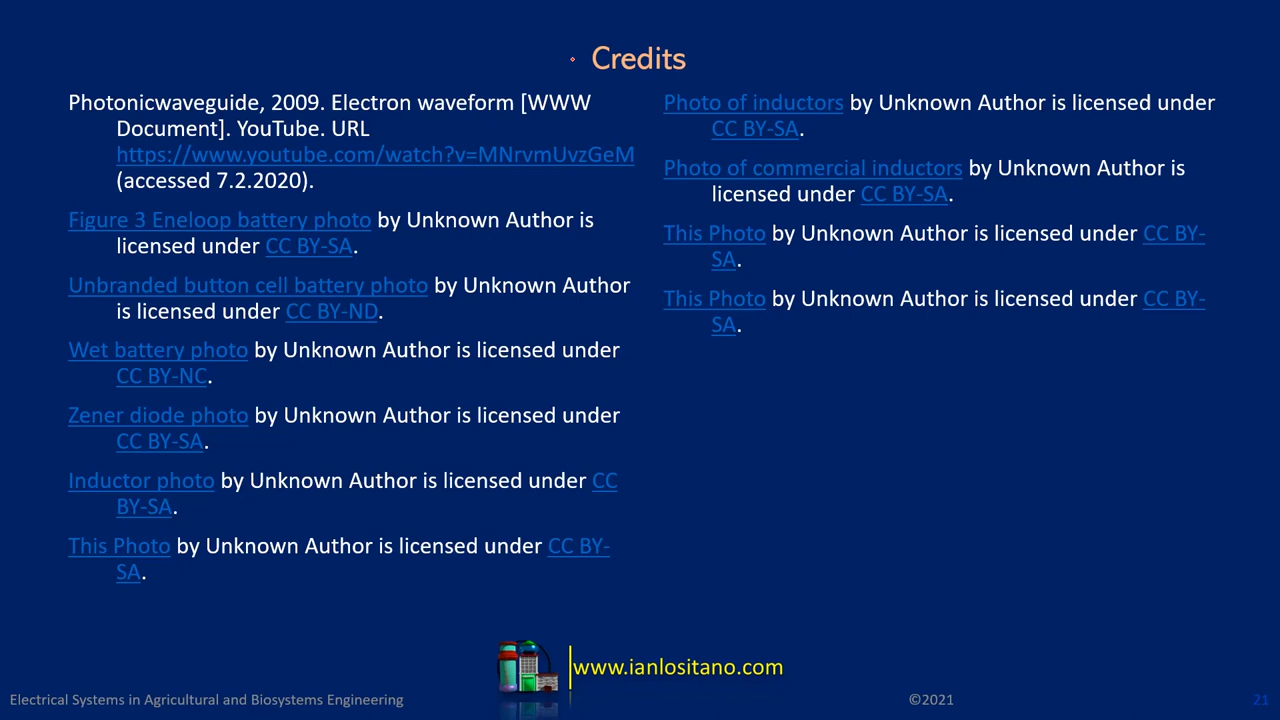 Credits
Photonicwaveguide, 2009. Electron waveform [WWW
Document]. YouTube. URL
https://www.youtube.com/watch?v=MNrvmUvzGeM
(accessed 7.2.2020).
Figure 3 Eneloop battery photo by Unknown Author is
licensed under CC BY-SA.
Unbranded button cell battery photo by Unknown Author
is licensed under CC BY-ND.
Wet battery photo by Unknown Author is licensed under
CC BY-NC.
Zener diode photo by Unknown Author is licensed under
CC BY-SA.
Inductor photo by Unknown Author is licensed under CC
BY-SA.
This Photo by Unknown Author is licensed under CC BY-
SA.
Photo of inductors by Unknown Author is licensed under
CC BY-SA.
Photo of commercial inductors by Unknown Author is
licensed under CC BY-SA.
This Photo by Unknown Author is licensed under CC BY-
SA.
This Photo by Unknown Author is licensed under CC BY-
SA.
www.ianlositano.com
Electrical Systems in Agricultural and Biosystems Engineering
©2021
21